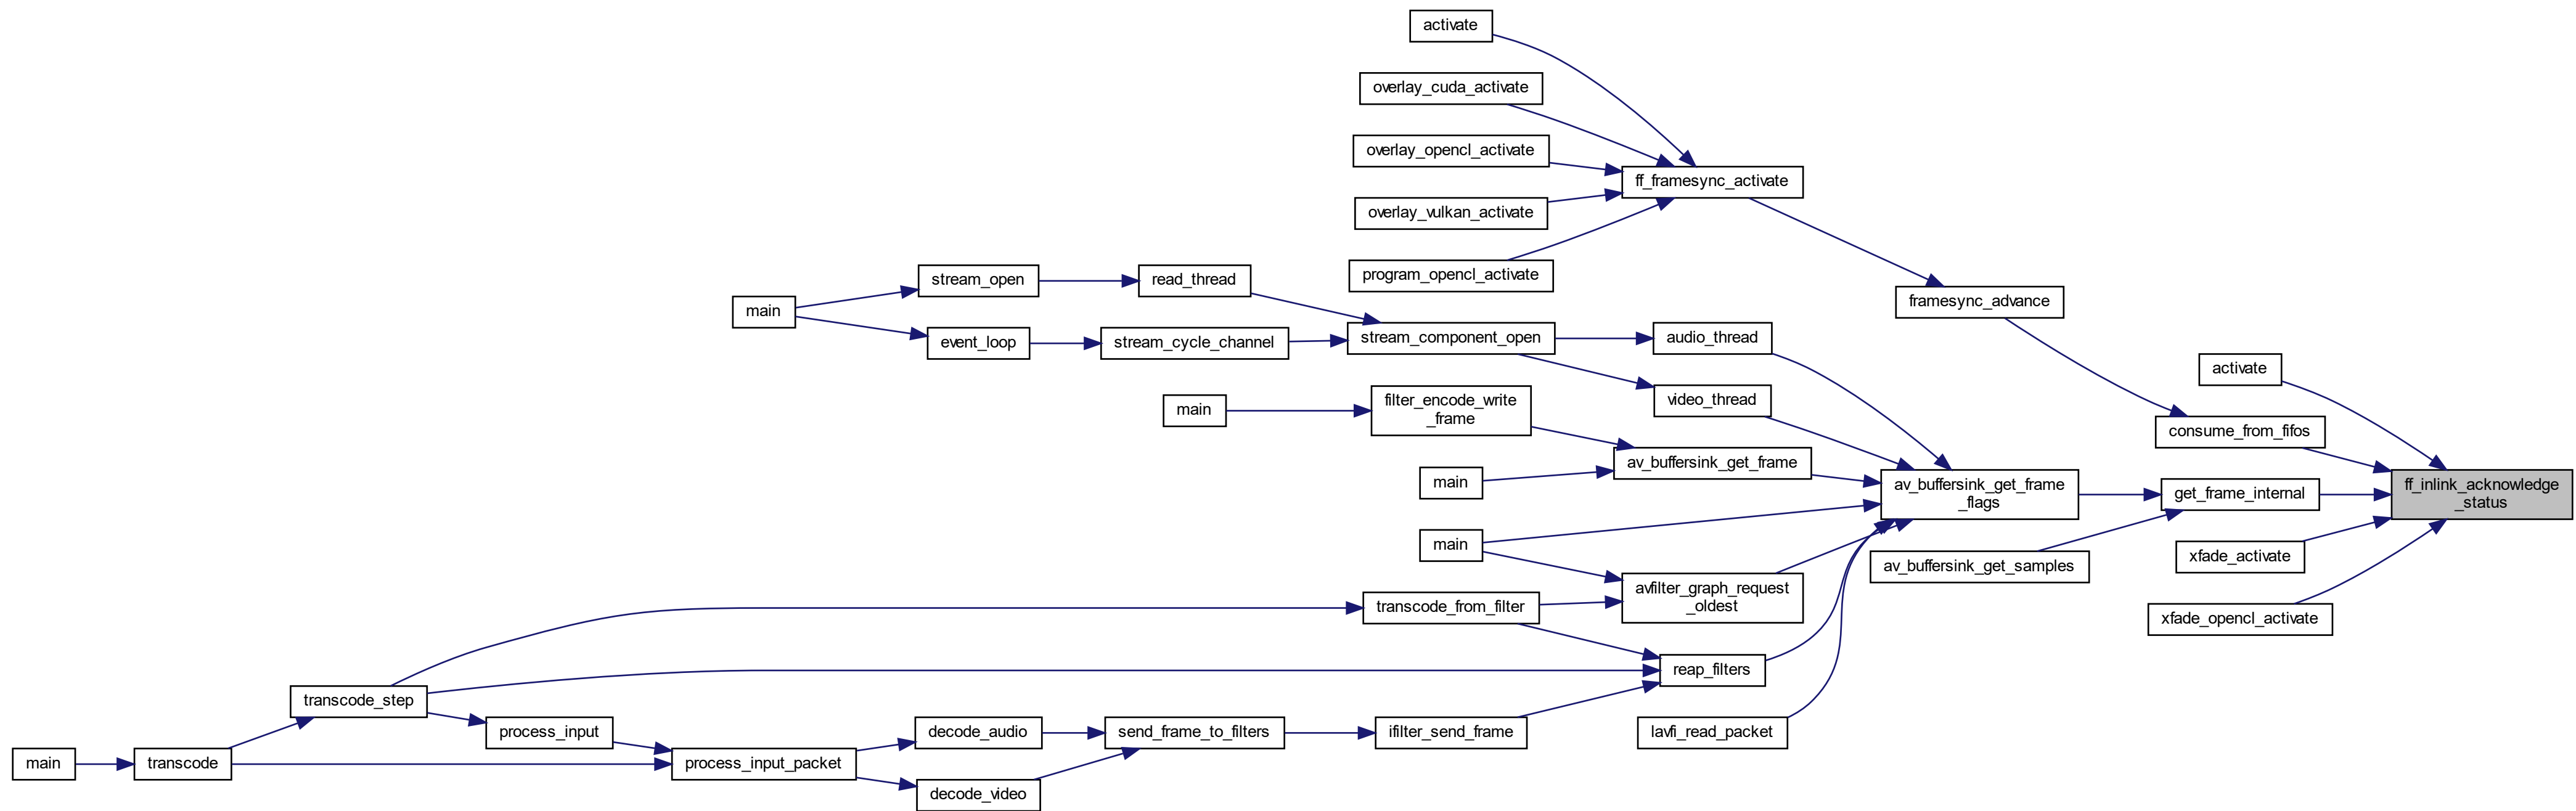 activate
overlay_cuda_activate
overlay_opencl_activate
ff_framesync_activate
overlay_vulkan_activate
program_opencl_activate
stream_open
read_thread
main
framesync_advance
event_loop
stream_cycle_channel
stream_component_open
audio_thread
activate
video_thread
main
filter_encode_write
_frame
consume_from_fifos
av_buffersink_get_frame
main
av_buffersink_get_frame
_flags
get_frame_internal
ff_inlink_acknowledge
_status
main
xfade_activate
av_buffersink_get_samples
avfilter_graph_request
_oldest
transcode_from_filter
xfade_opencl_activate
reap_filters
transcode_step
process_input
decode_audio
send_frame_to_filters
ifilter_send_frame
lavfi_read_packet
main
transcode
process_input_packet
decode_video